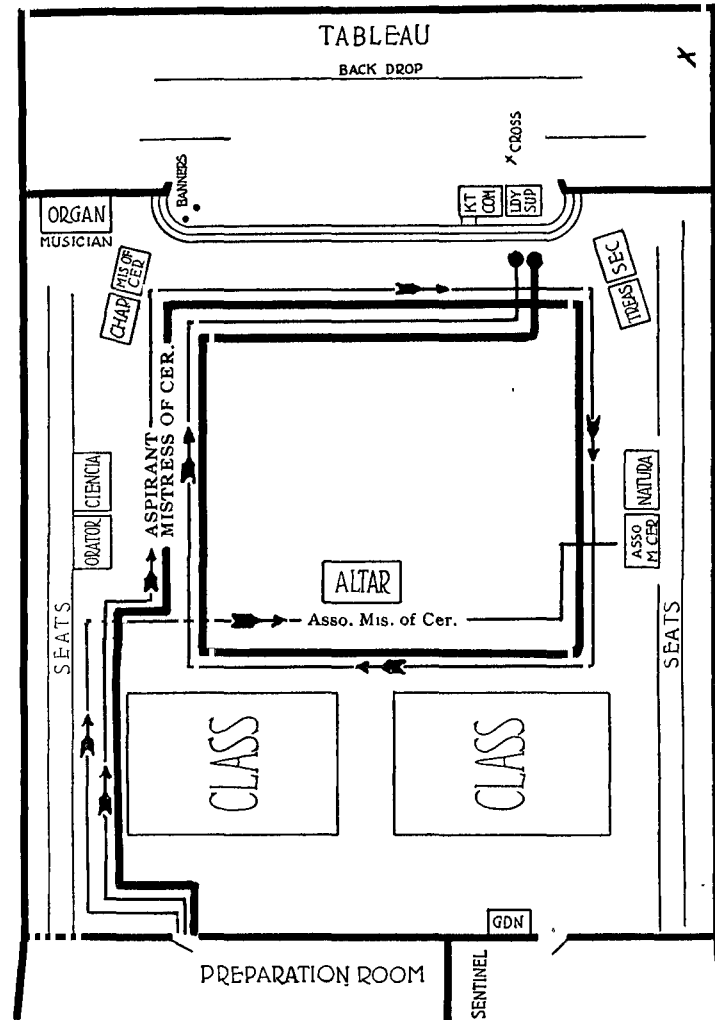 TABLEAU
BACK DROP
X
X CROSS
BANNERS
KT
COM
LDY
SUP
ORGAN
MUSICIAN
MIS OF
CER
CHAP
SEC
TREAS
ASPIRANT
MISTRESS OF CER.
CIENCIA
ORATOR
NATURA
ASSO
M CER
ALTAR
Asso. Mis. of Cer.
SEATS
SEATS
CLASS
CLASS
GDN
PREPARATION ROOM
SENTINEL